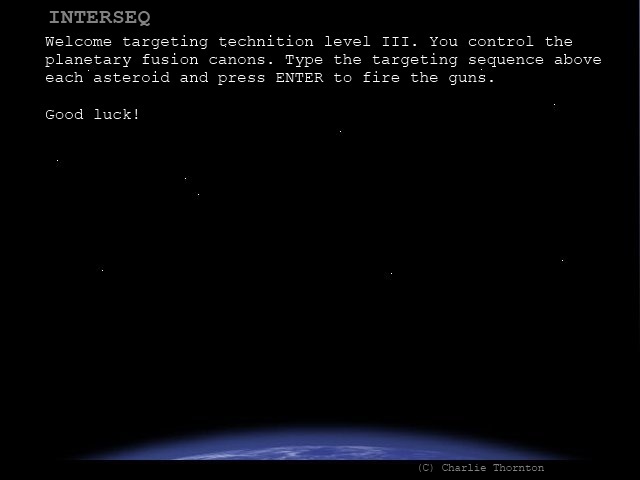 INTERSEQ
Welcome targeting technition level III. You control the
planetary fusion canons. Type the targeting sequence above
each asteroid and press ENTER to fire the guns.
Good luck!
(C) Charlie Thornton